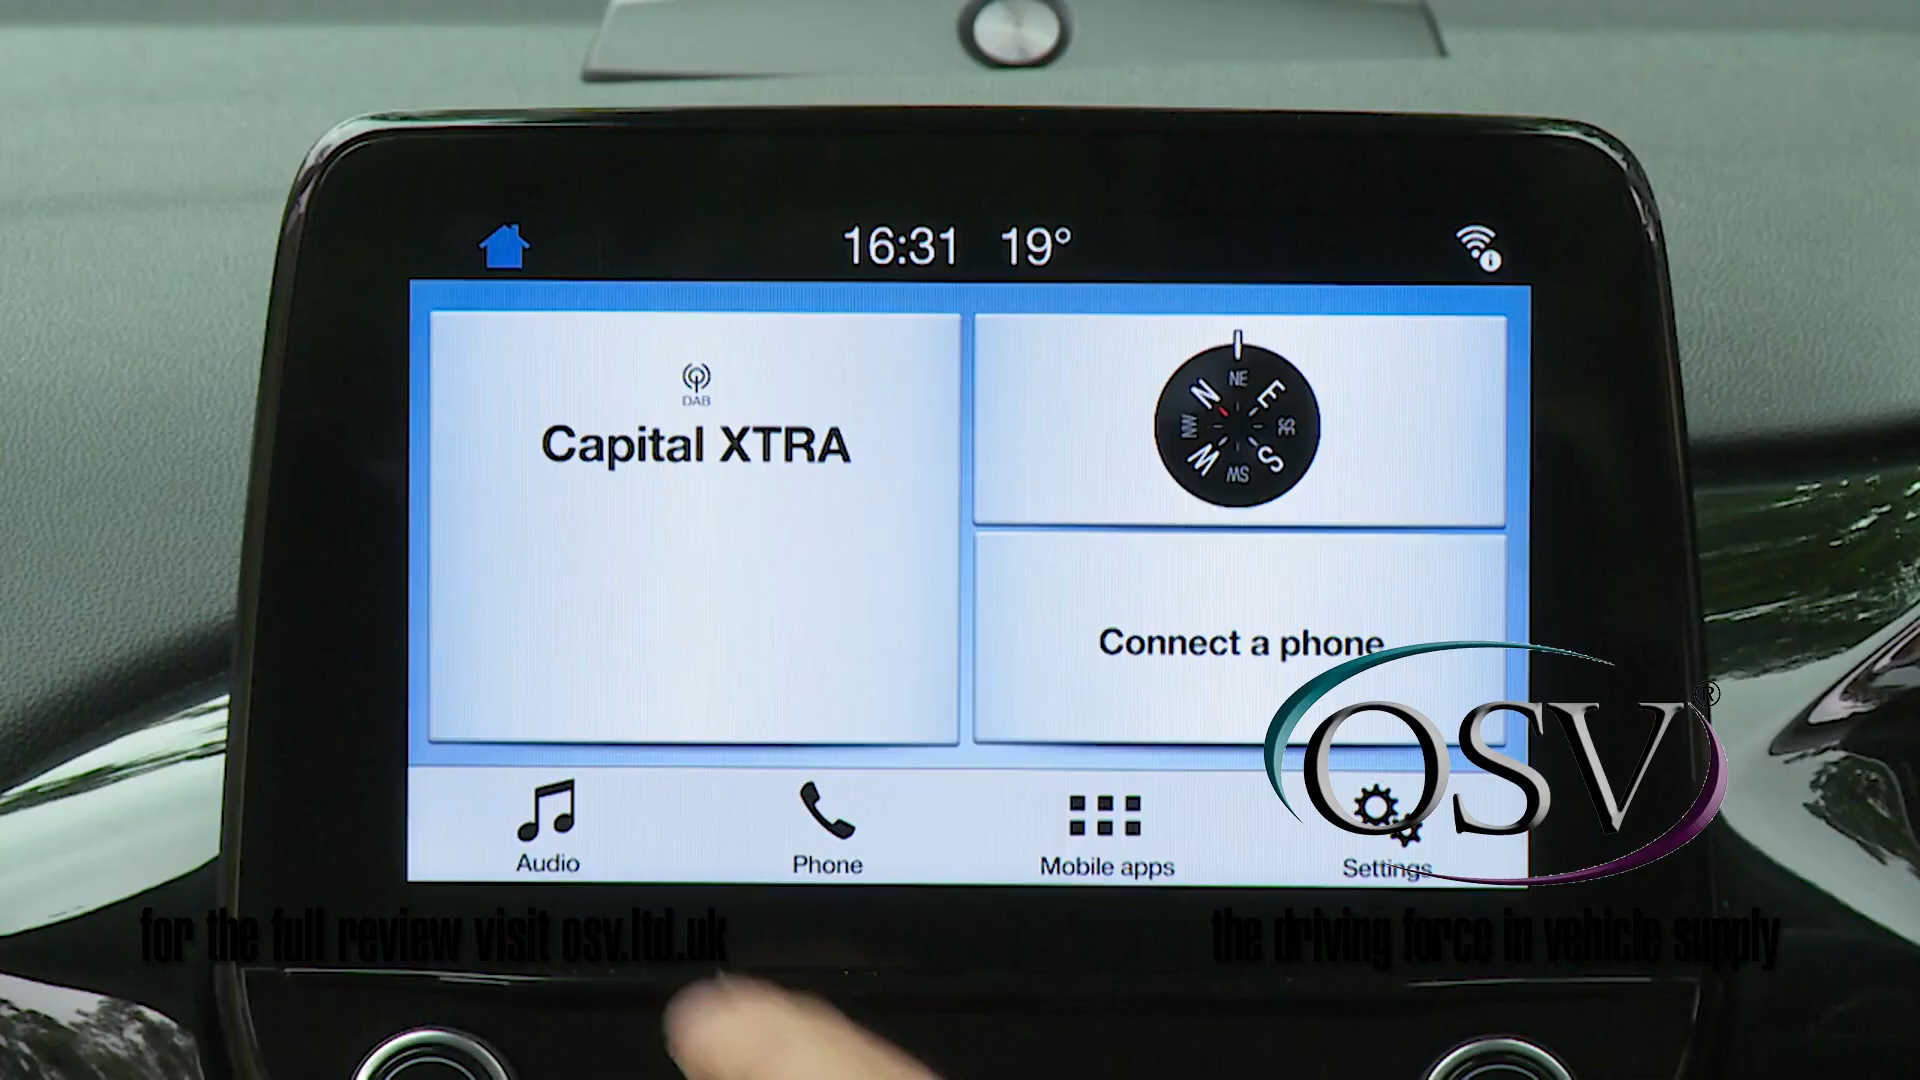 16:31 19°
DAB
Capital XTRA
NE
N E
NW SE
W S
SW
Connect a phone
OSV®
Audio Phone Mobile apps Settings
for the full review visit osv.ltd.uk
the driving force in vehicle supply